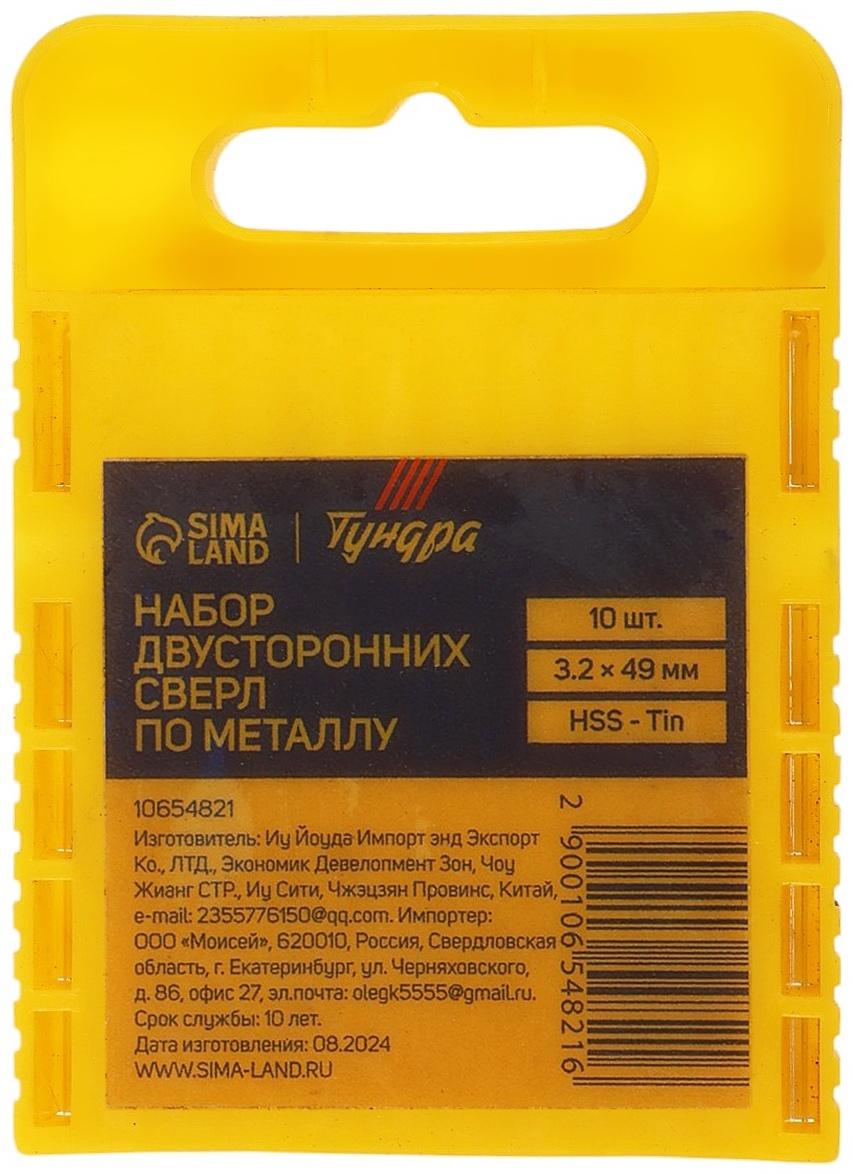 SIMA LAND | Тундра
НАБОР
ДВУСТОРОННИХ
СВЕРЛ
ПО МЕТАЛЛУ
10 шт.
3.2 × 49 мм
HSS - Tin
10654821
Изготовитель: Иу Йоуда Импорт энд Экспорт
Ко., ЛТД., Экономик Девелопмент Зон, Чоу
Жианг СТР., Иу Сити, Чжэцзян Провинс, Китай,
e-mail: 2355776150@qq.com. Импортер:
ООО «Моисей», 620010, Россия, Свердловская
область, г. Екатеринбург, ул. Черняховского,
д. 86, офис 27, эл.почта: olegk5555@gmail.ru.
Срок службы: 10 лет.
Дата изготовления: 08.2024
WWW.SIMA-LAND.RU
2 900106 548216